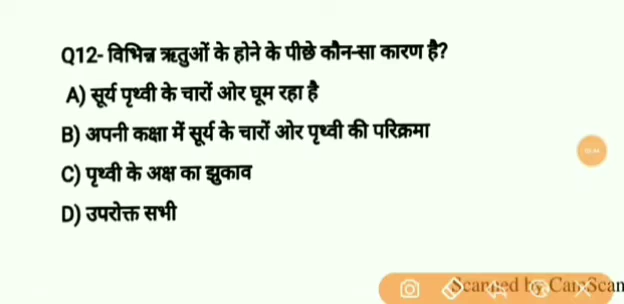 Q12- विभिन्न ऋतुओं के होने के पीछे कौन-सा कारण है?
A) सूर्य पृथ्वी के चारों ओर घूम रहा है
B) अपनी कक्षा में सूर्य के चारों ओर पृथ्वी की परिक्रमा
C) पृथ्वी के अक्ष का झुकाव
D) उपरोक्त सभी
Scanned by CamScan